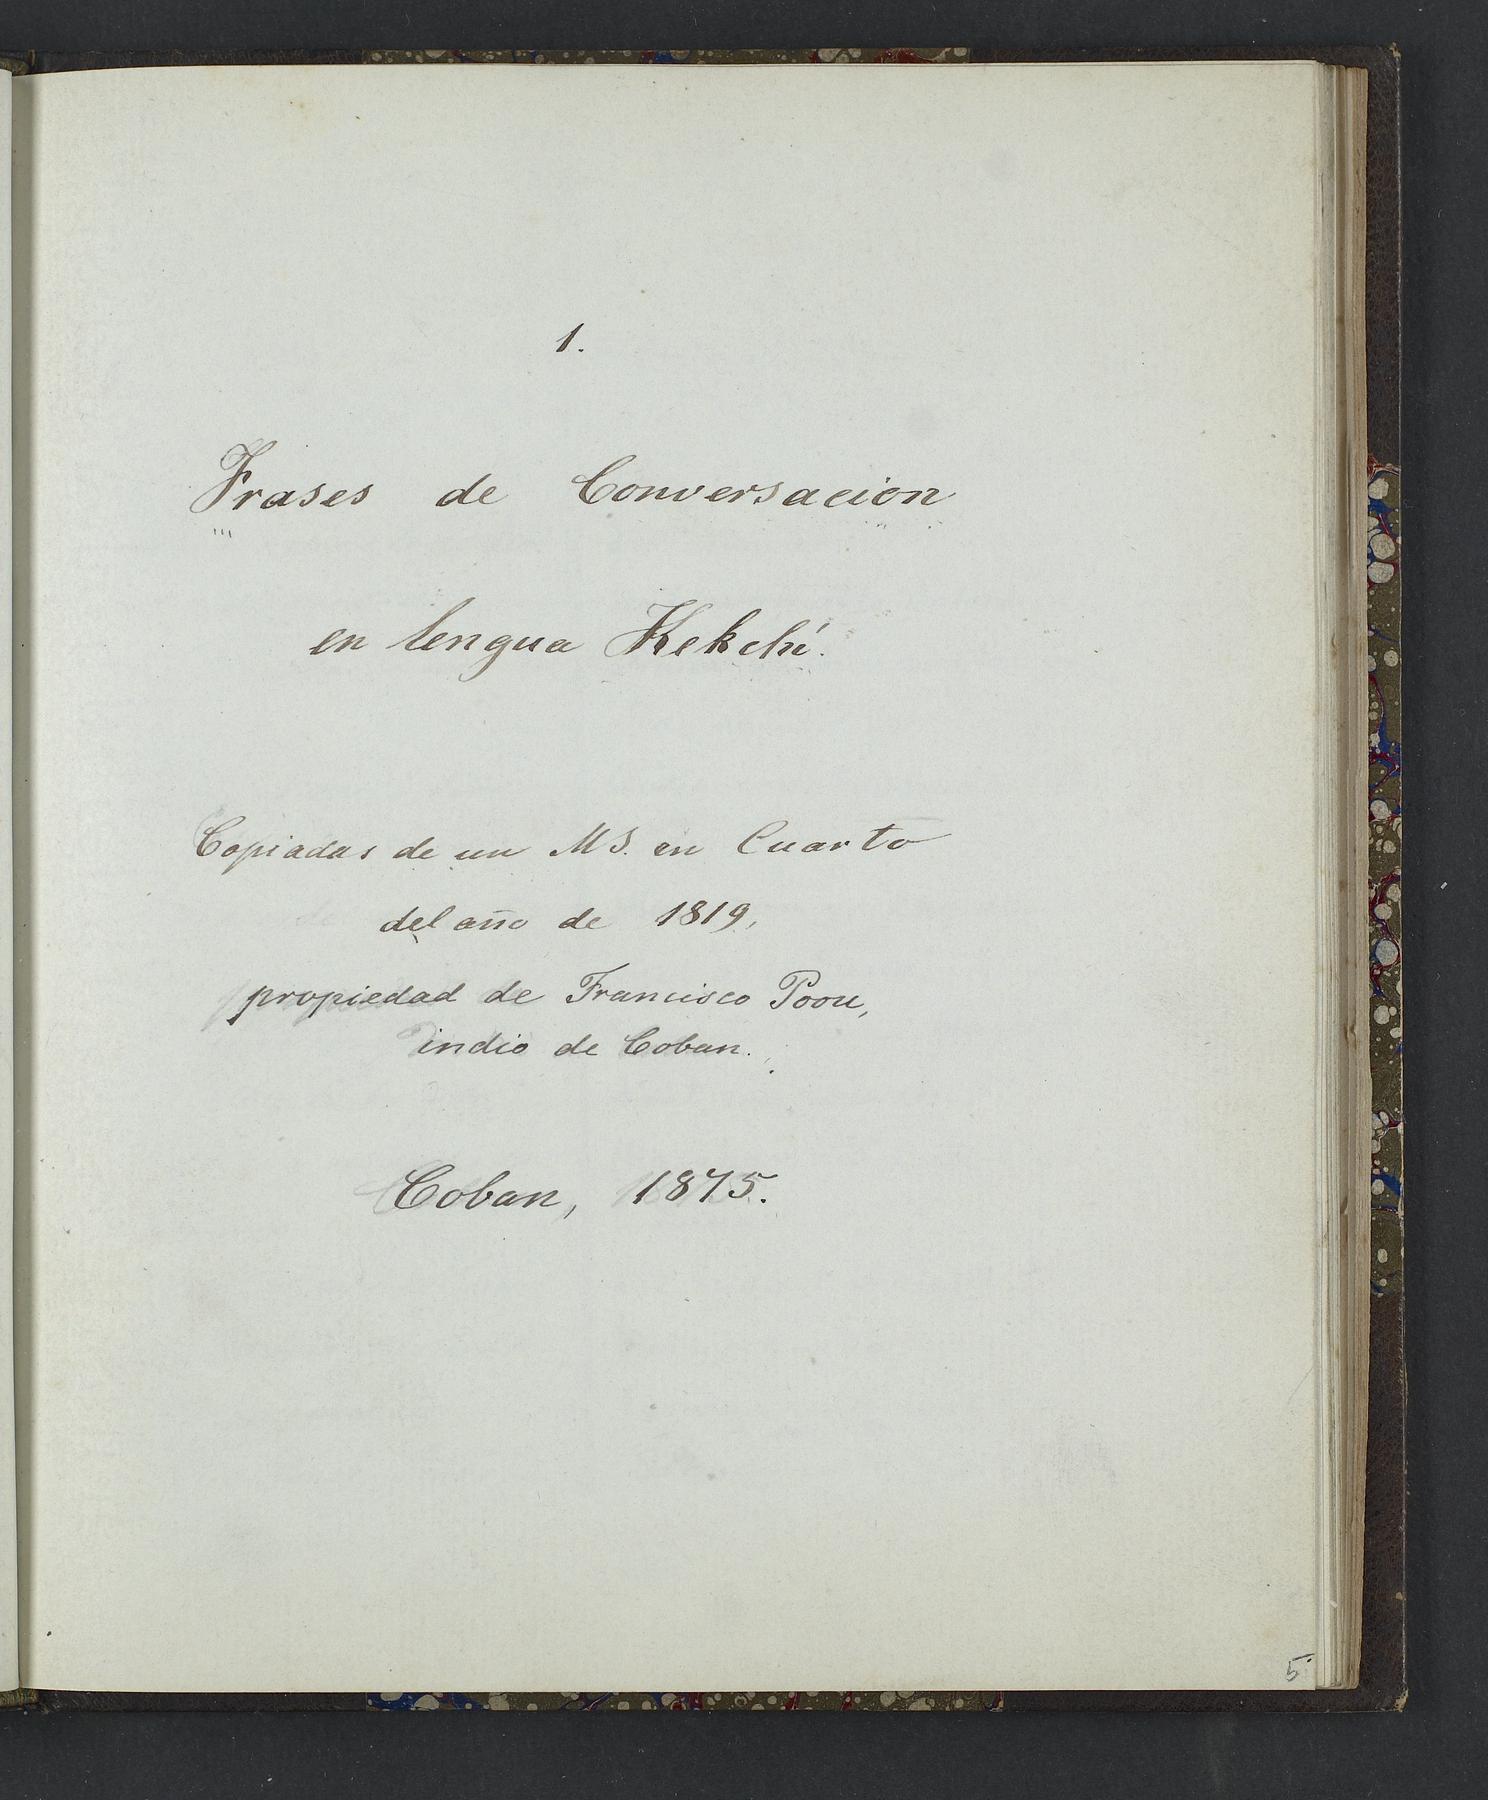 1.
Frases de Conversacion
en lengua Kekchí.
Copiadas de un MS. en Cuarto
del año de 1819,
propiedad de Francisco Poou,
indio de Coban.
Coban, 1875.
5